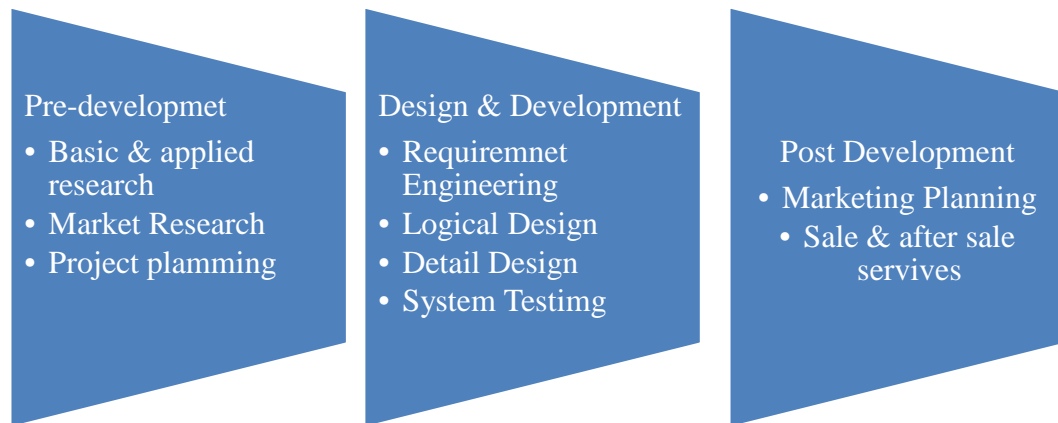 Pre-developmet
• Basic & applied
research
• Market Research
• Project plamming
Design & Development
• Requiremnet
Engineering
• Logical Design
• Detail Design
• System Testimg
Post Development
• Marketing Planning
• Sale & after sale
servives